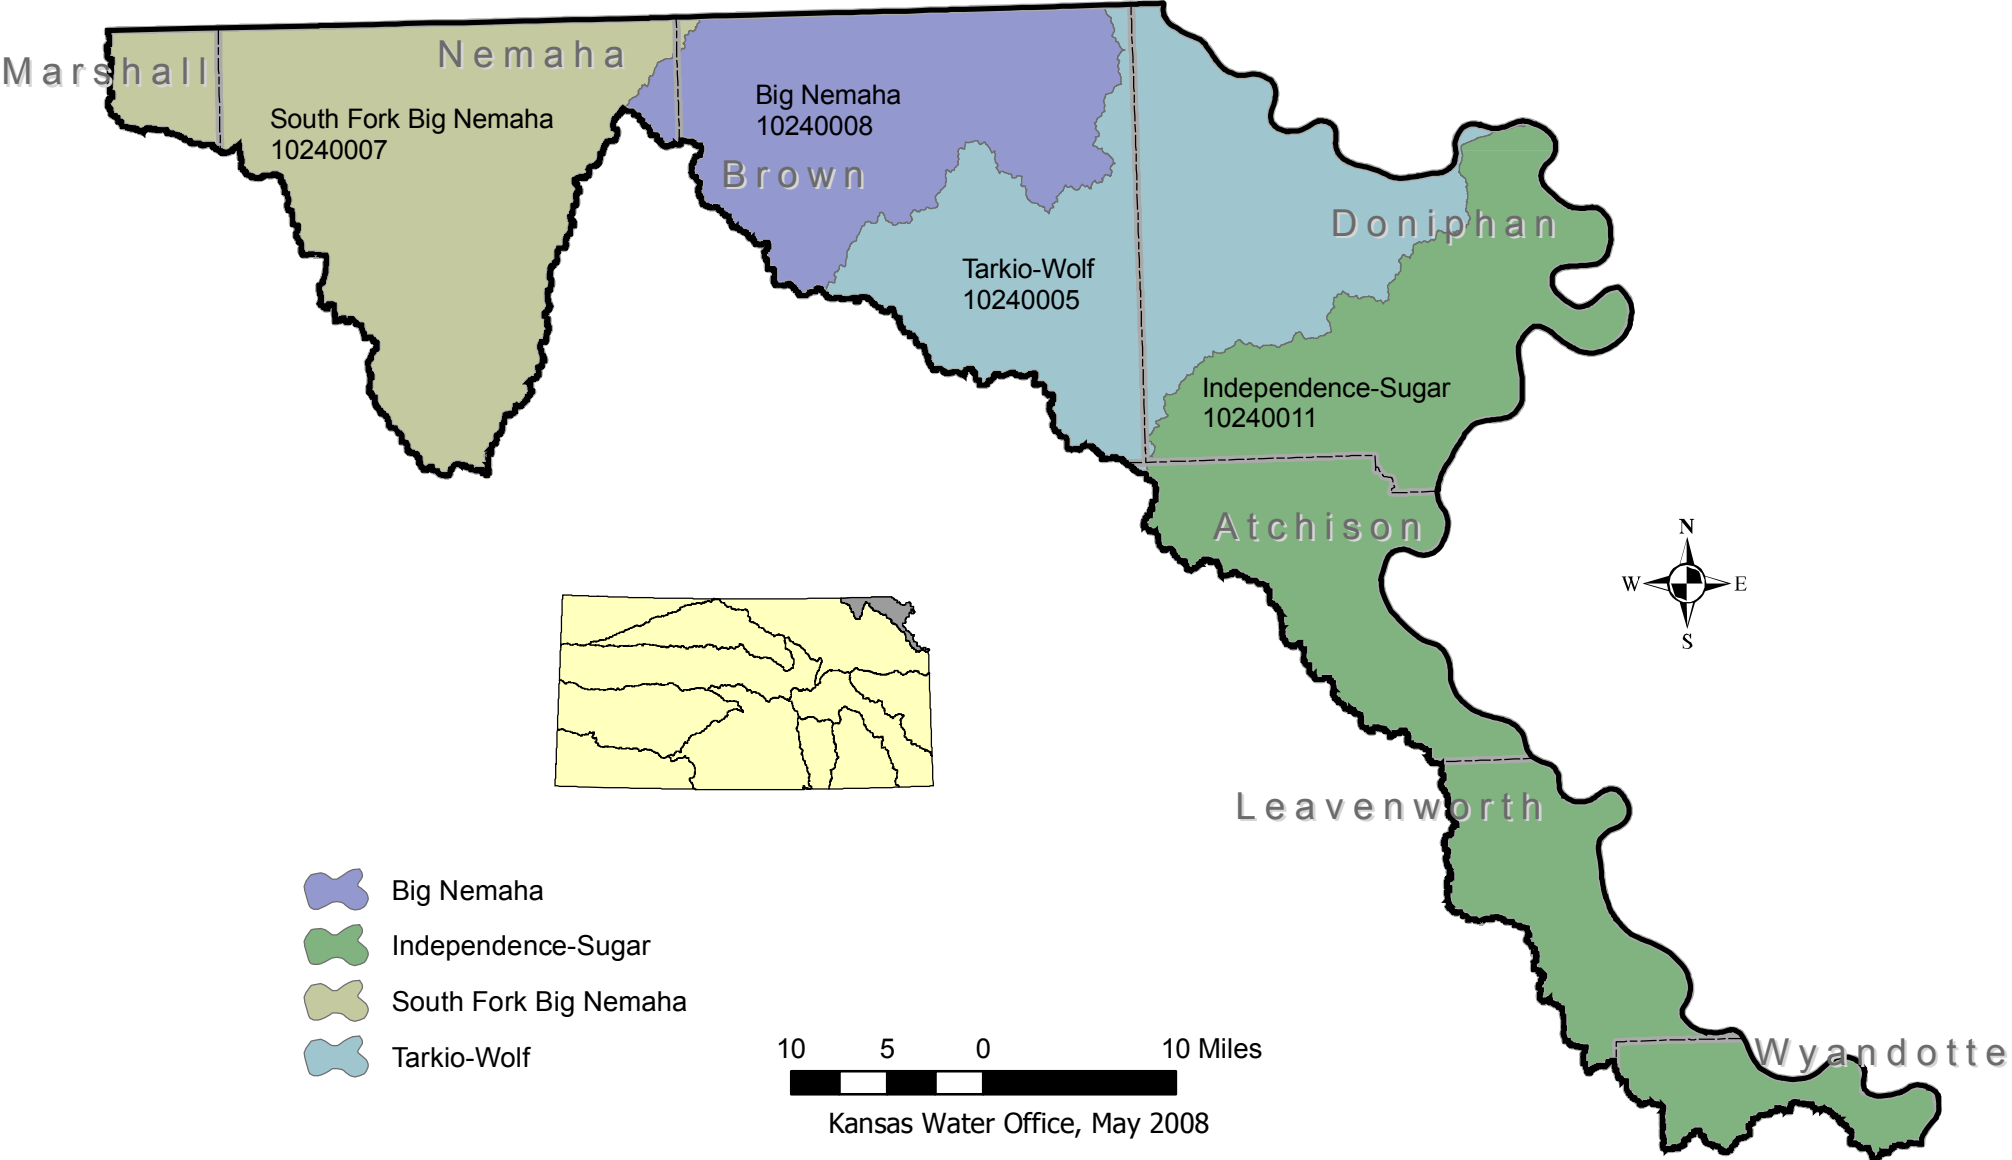 Marshall
Nemaha
South Fork Big Nemaha
10240007
Big Nemaha
10240008
Brown
Doniphan
Tarkio-Wolf
10240005
Independence-Sugar
10240011
Atchison
N
W E
S
Leavenworth
Big Nemaha
Independence-Sugar
South Fork Big Nemaha
Tarkio-Wolf
10 5 0 10 Miles
Kansas Water Office, May 2008
Wyandotte